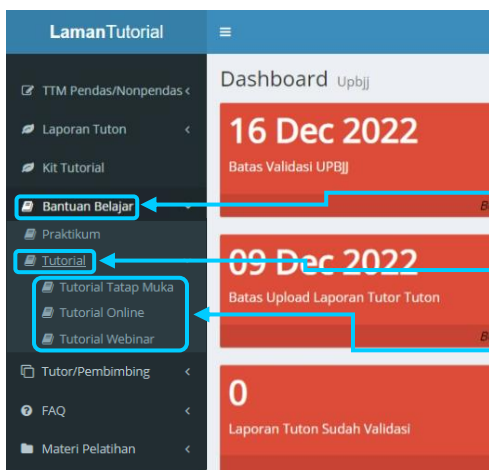 LamanTutorial
TTM Pendas/Nonpendas
Laporan Tuton
Kit Tutorial
Bantuan Belajar
Praktikum
Tutorial
Tutorial Tatap Muka
Tutorial Online
Tutorial Webinar
Tutor/Pembimbing
FAQ
Materi Pelatihan
Dashboard Upbjj
16 Dec 2022
Batas Validasi UPBJJ
B
09 Dec 2022
Batas Upload Laporan Tutor Tuton
B
0
Laporan Tuton Sudah Validasi